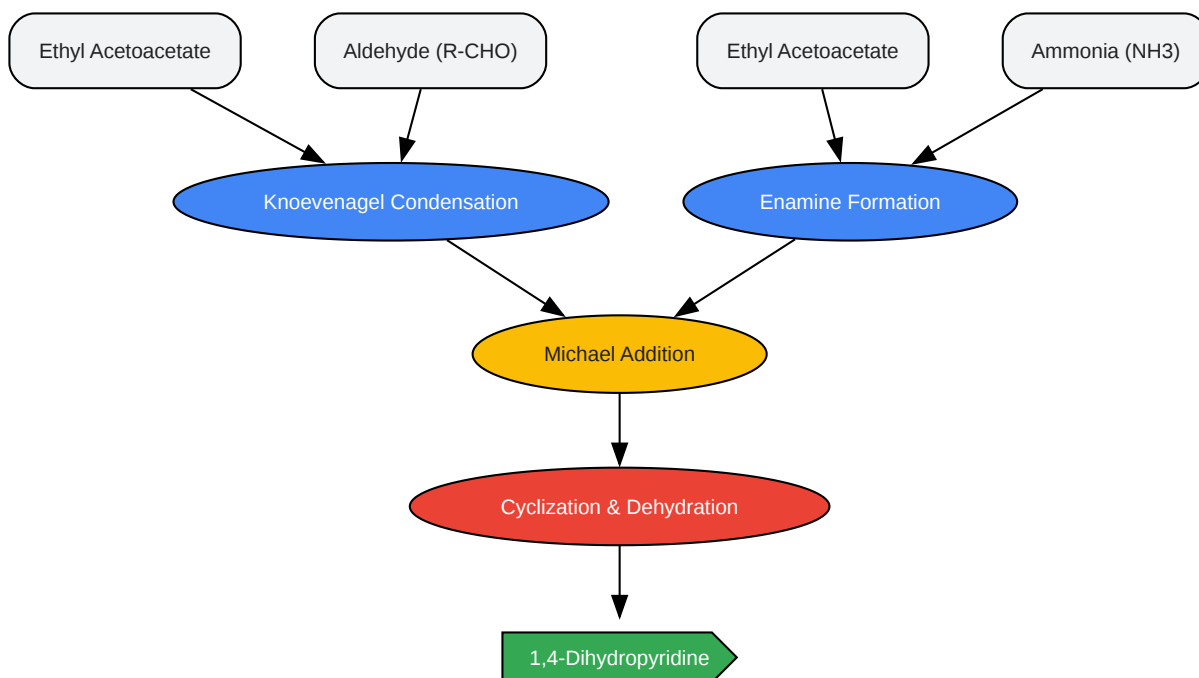 Ethyl Acetoacetate
Aldehyde (R-CHO)
Ethyl Acetoacetate
Ammonia (NH3)
Knoevenagel Condensation
Enamine Formation
Michael Addition
Cyclization & Dehydration
1,4-Dihydropyridine